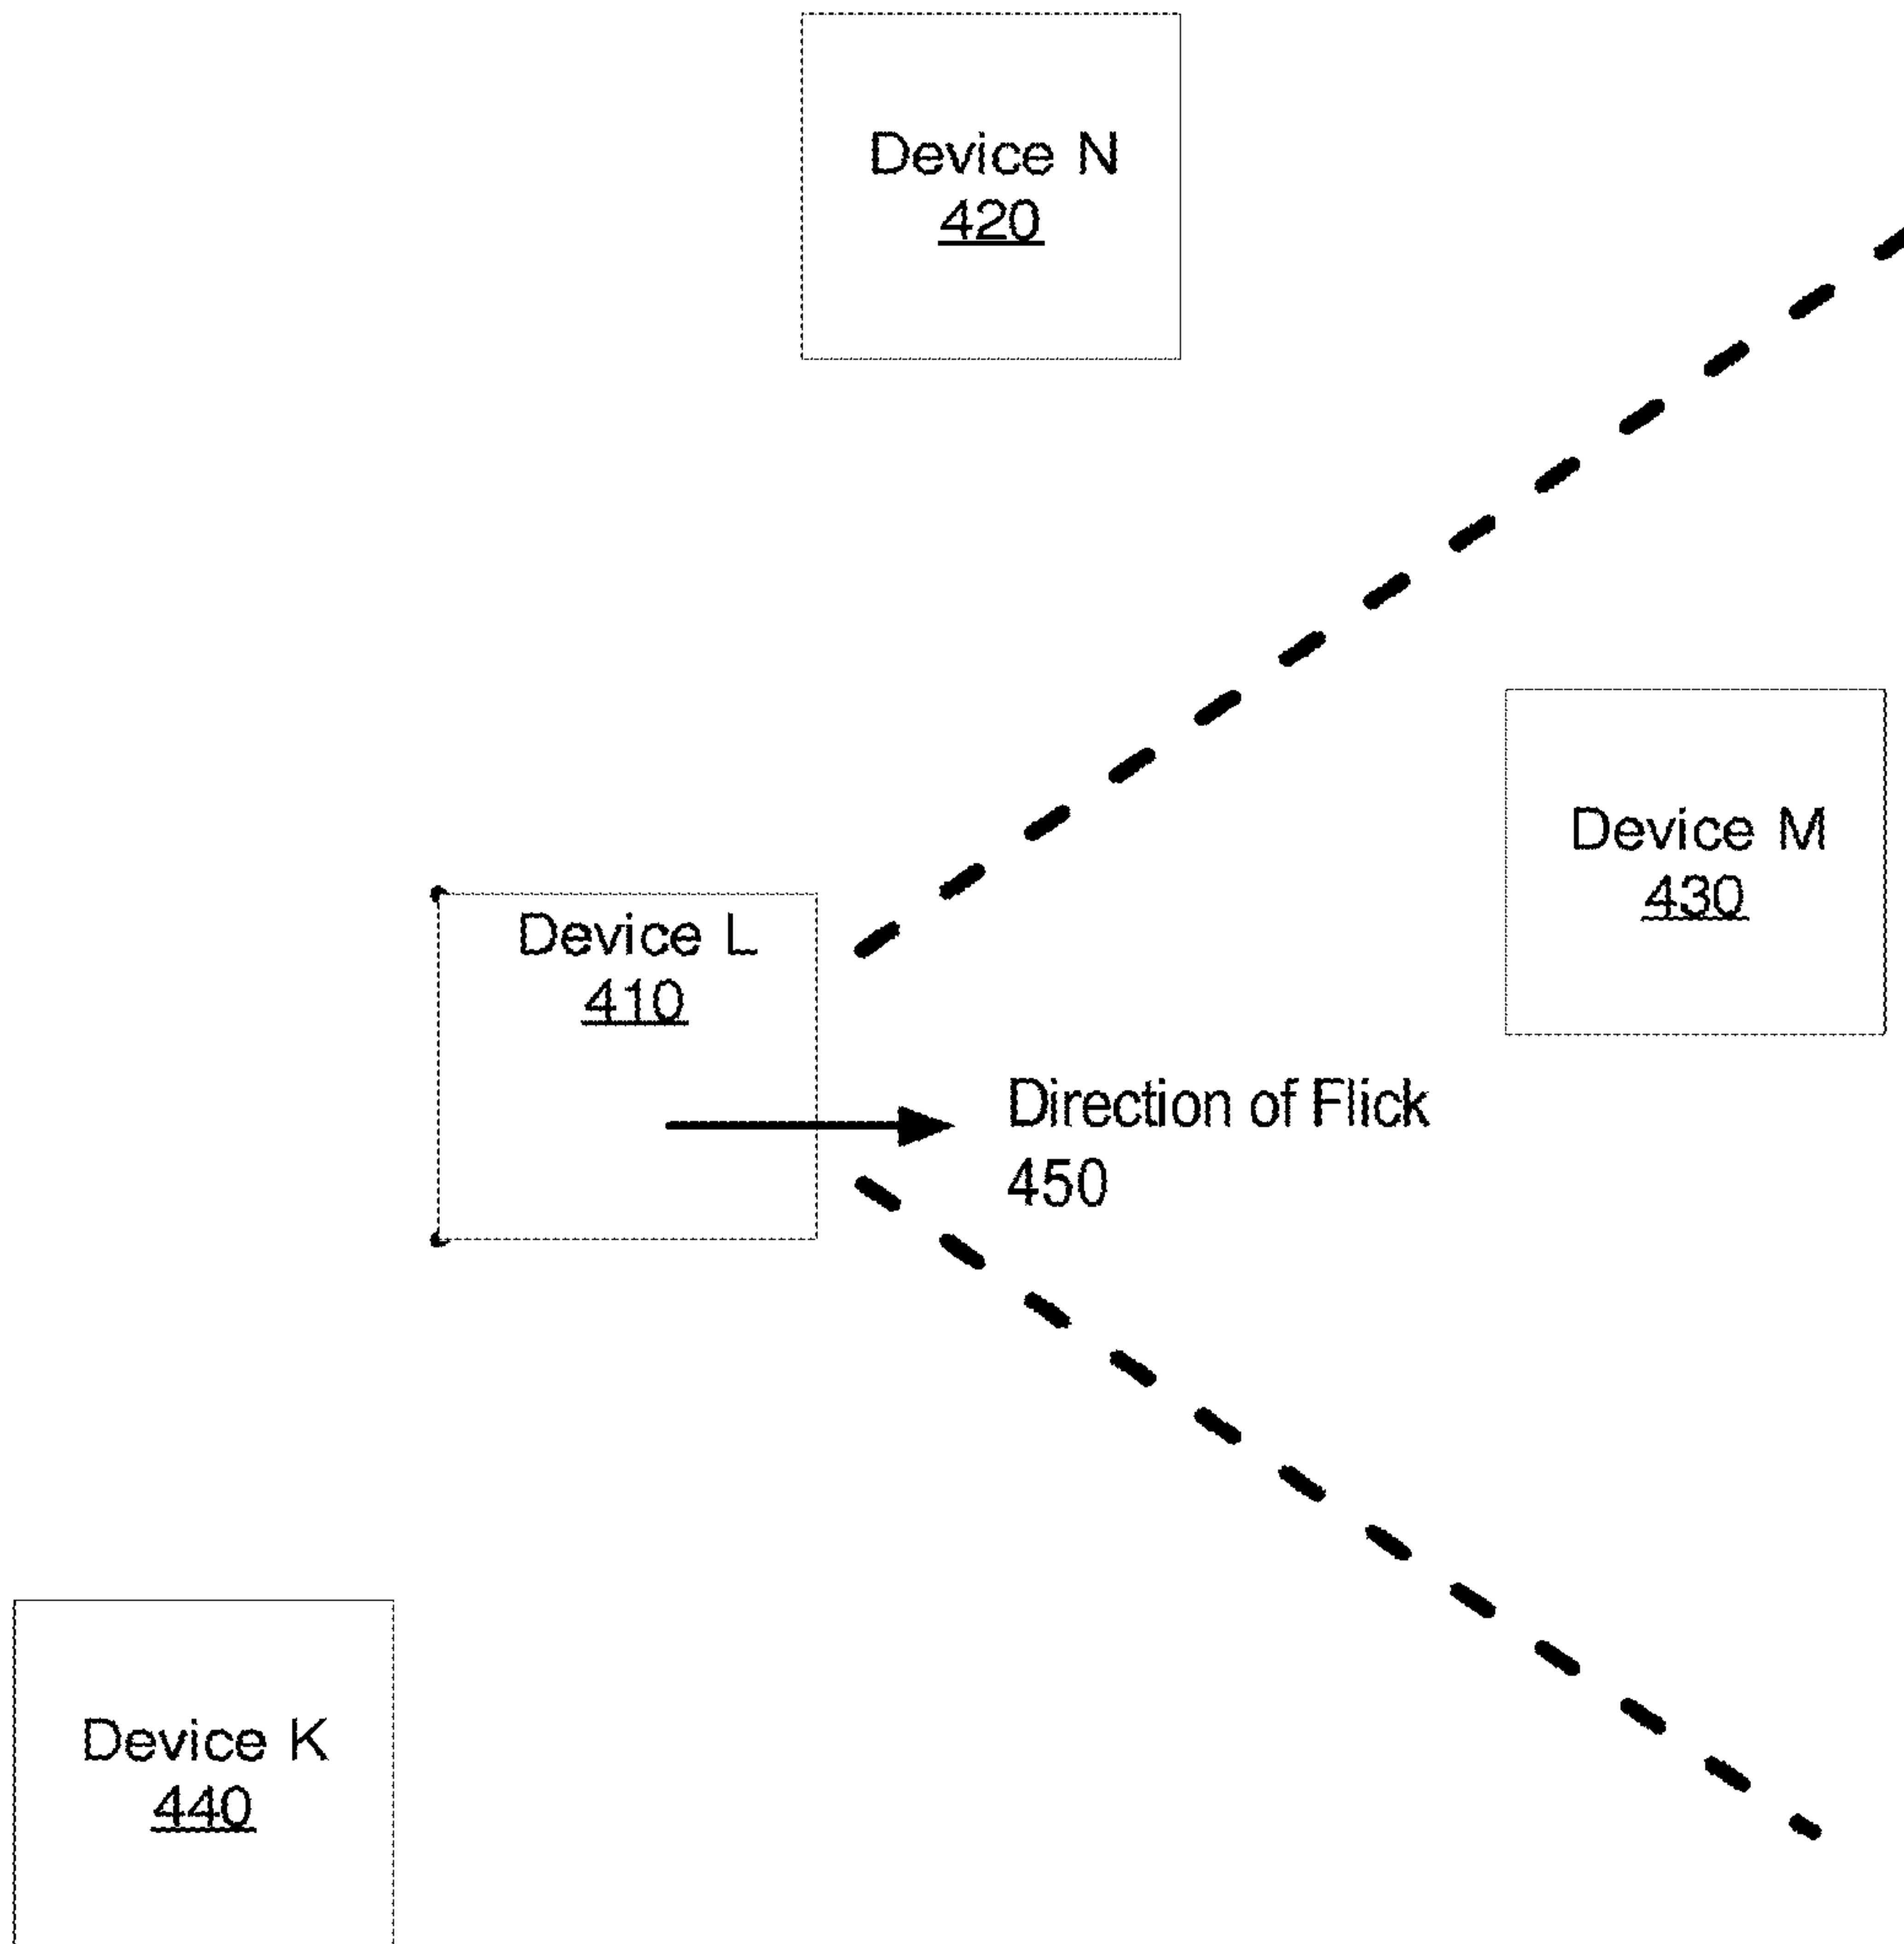 Device N
420
Device M
430
Device L
410
Direction of Flick
450
Device K
440